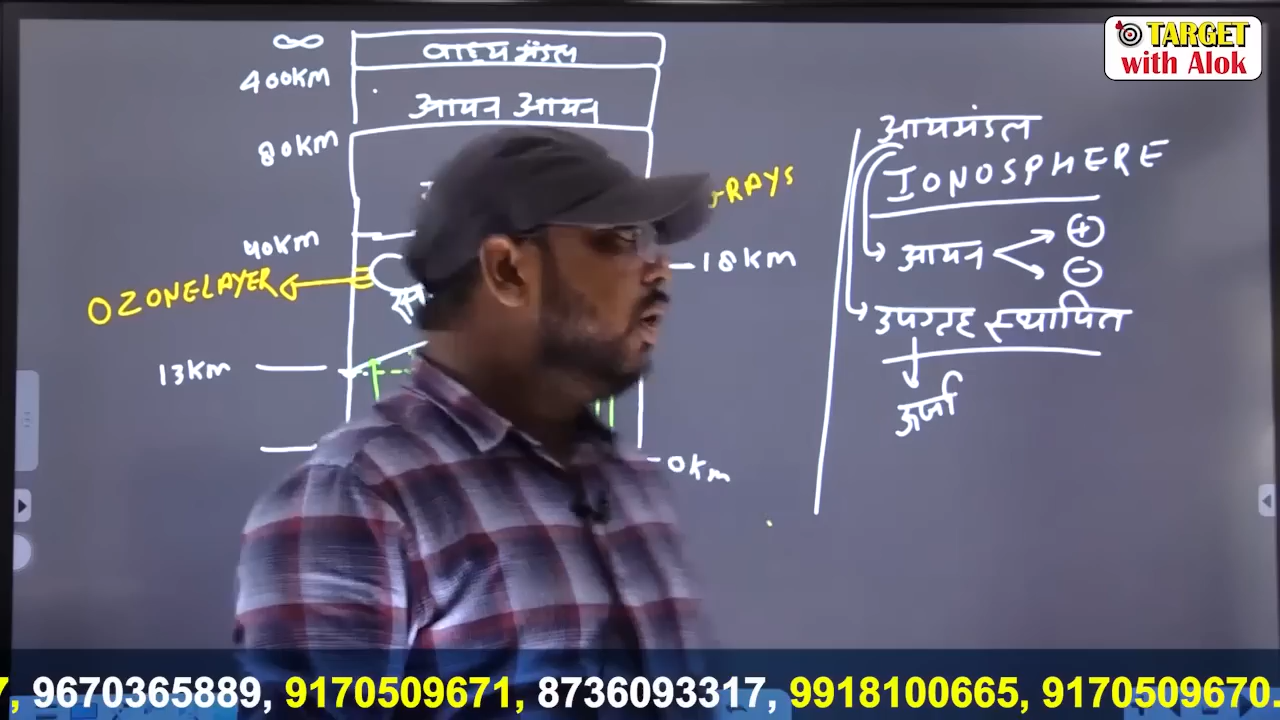 TARGET
with Alok
∞
वाह्य मंडल
400KM
आयन आयन
80KM
RAYS
40KM
18KM
OZONELAYER
13KM
0Km
आयमंडल
IONOSPHERE
आयन
+
-
उपग्रह स्थापित
ऊर्जा
7, 9670365889, 9170509671, 8736093317, 9918100665, 9170509670.